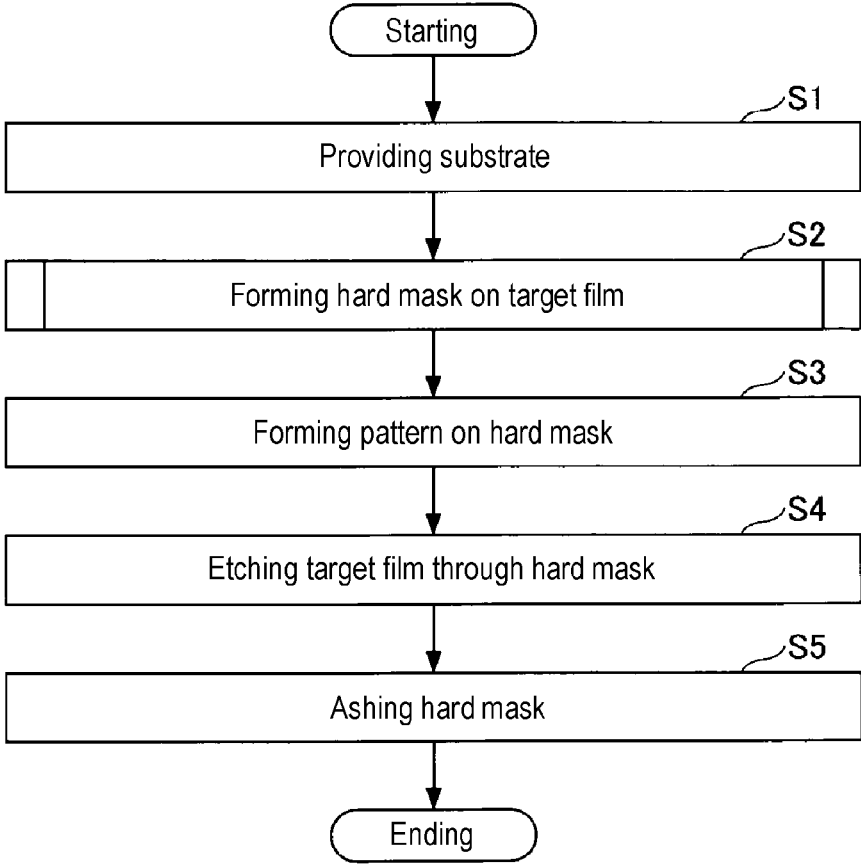 Starting
S1
Providing substrate
S2
Forming hard mask on target film
S3
Forming pattern on hard mask
S4
Etching target film through hard mask
S5
Ashing hard mask
Ending